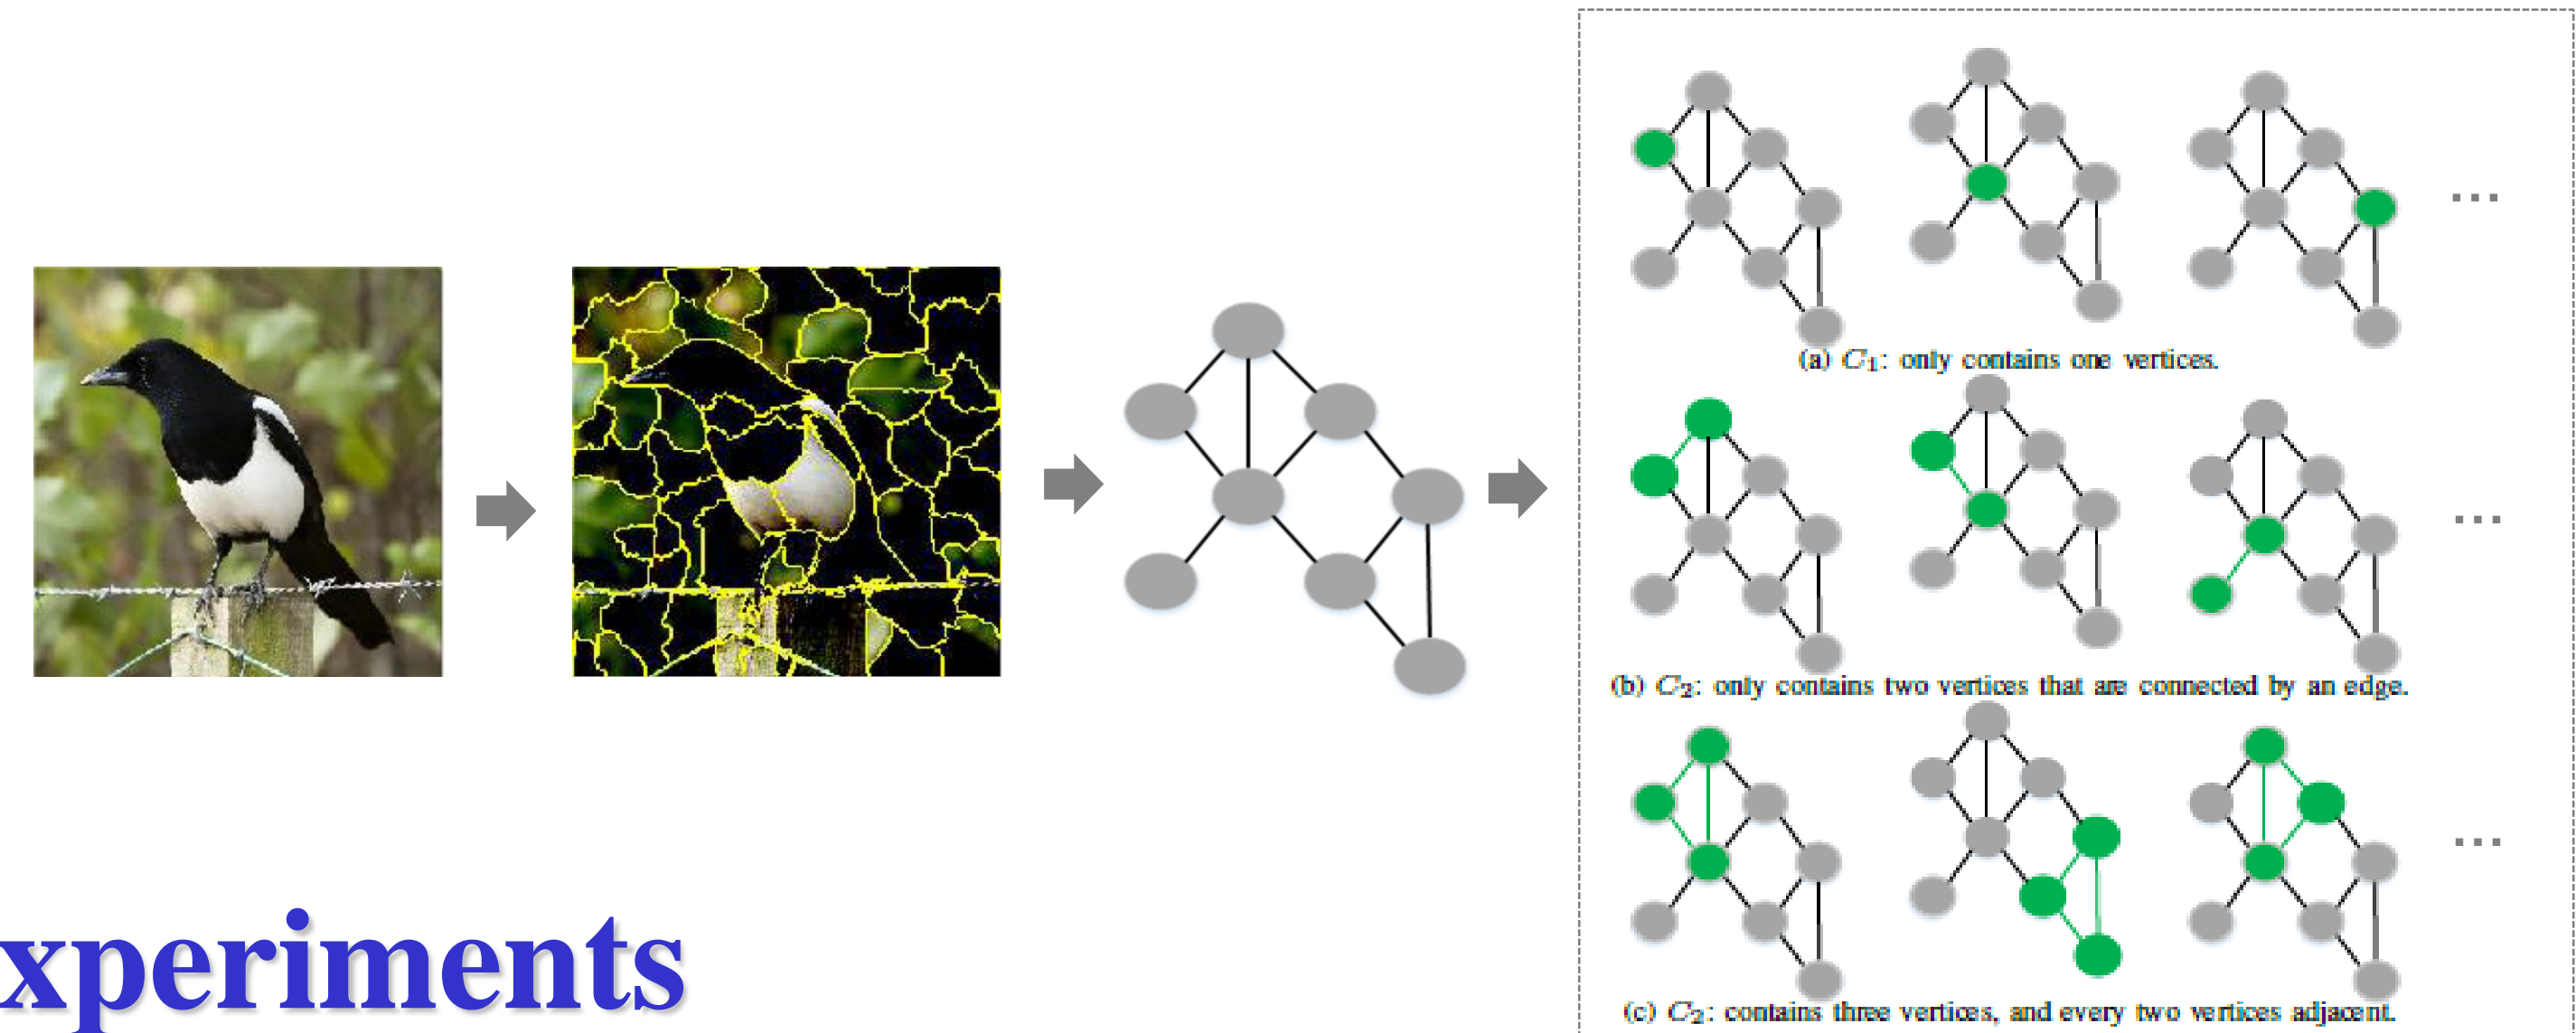 ...
(a) C₁: only contains one vertices.
...
(b) C₂: only contains two vertices that are connected by an edge.
...
(c) C₂: contains three vertices, and every two vertices adjacent.
xperiments